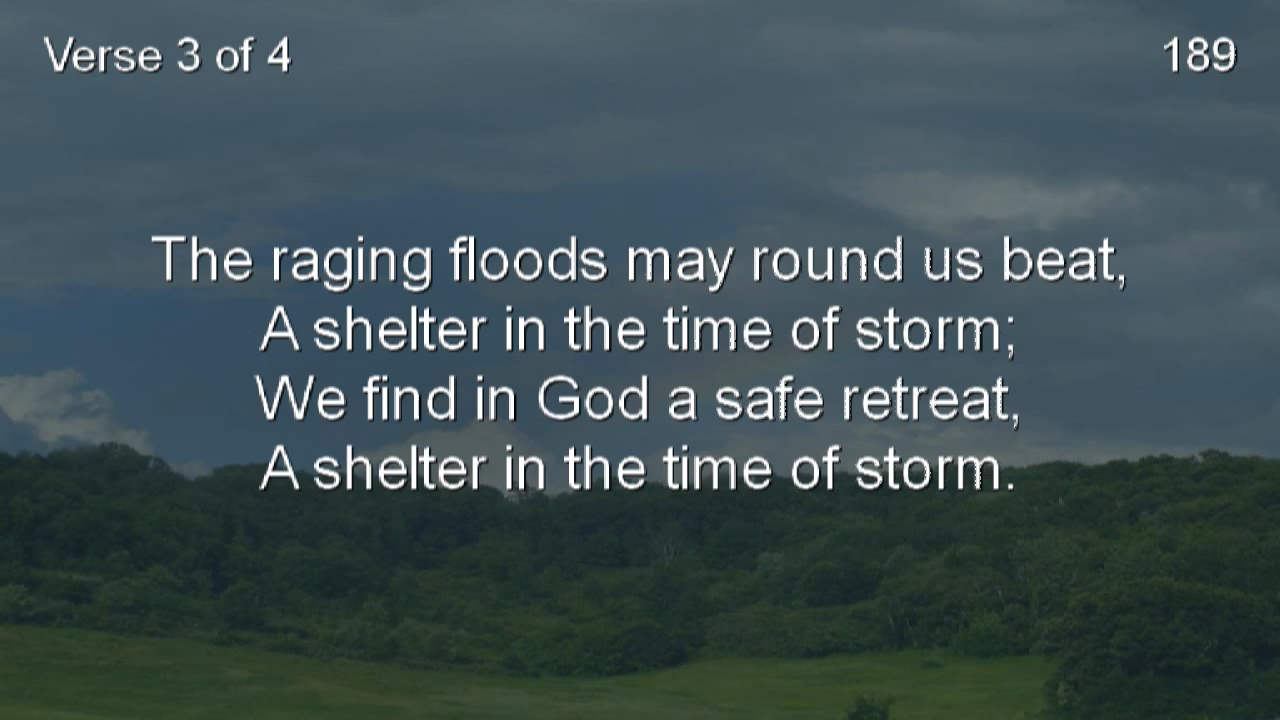 Verse 3 of 4
189
The raging floods may round us beat,
A shelter in the time of storm;
We find in God a safe retreat,
A shelter in the time of storm.